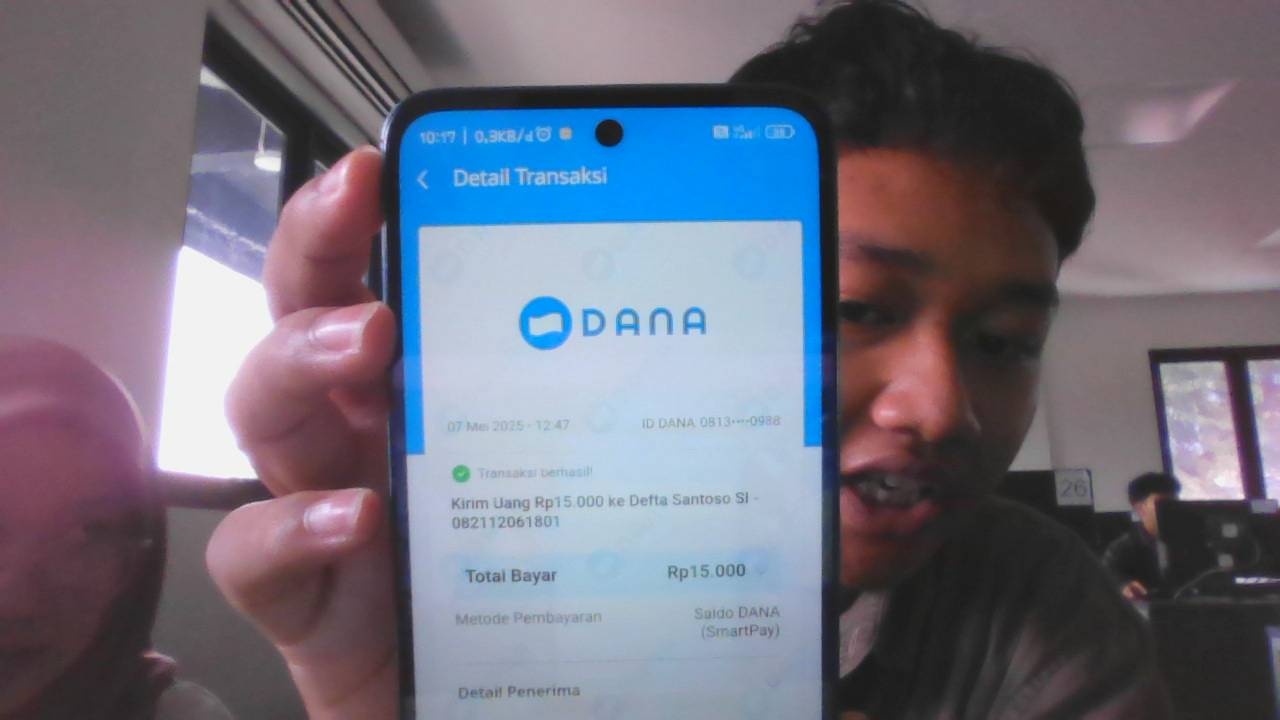 10:17 | 0,3KB/d
Detail Transaksi
DANA
07 Mei 2025 - 12:47
ID DANA 0813····0988
Transaksi berhasil!
Kirim Uang Rp15.000 ke Defta Santoso SI -
082112061801
Total Bayar
Rp15.000
Metode Pembayaran
Saldo DANA
(SmartPay)
Detail Penerima
26